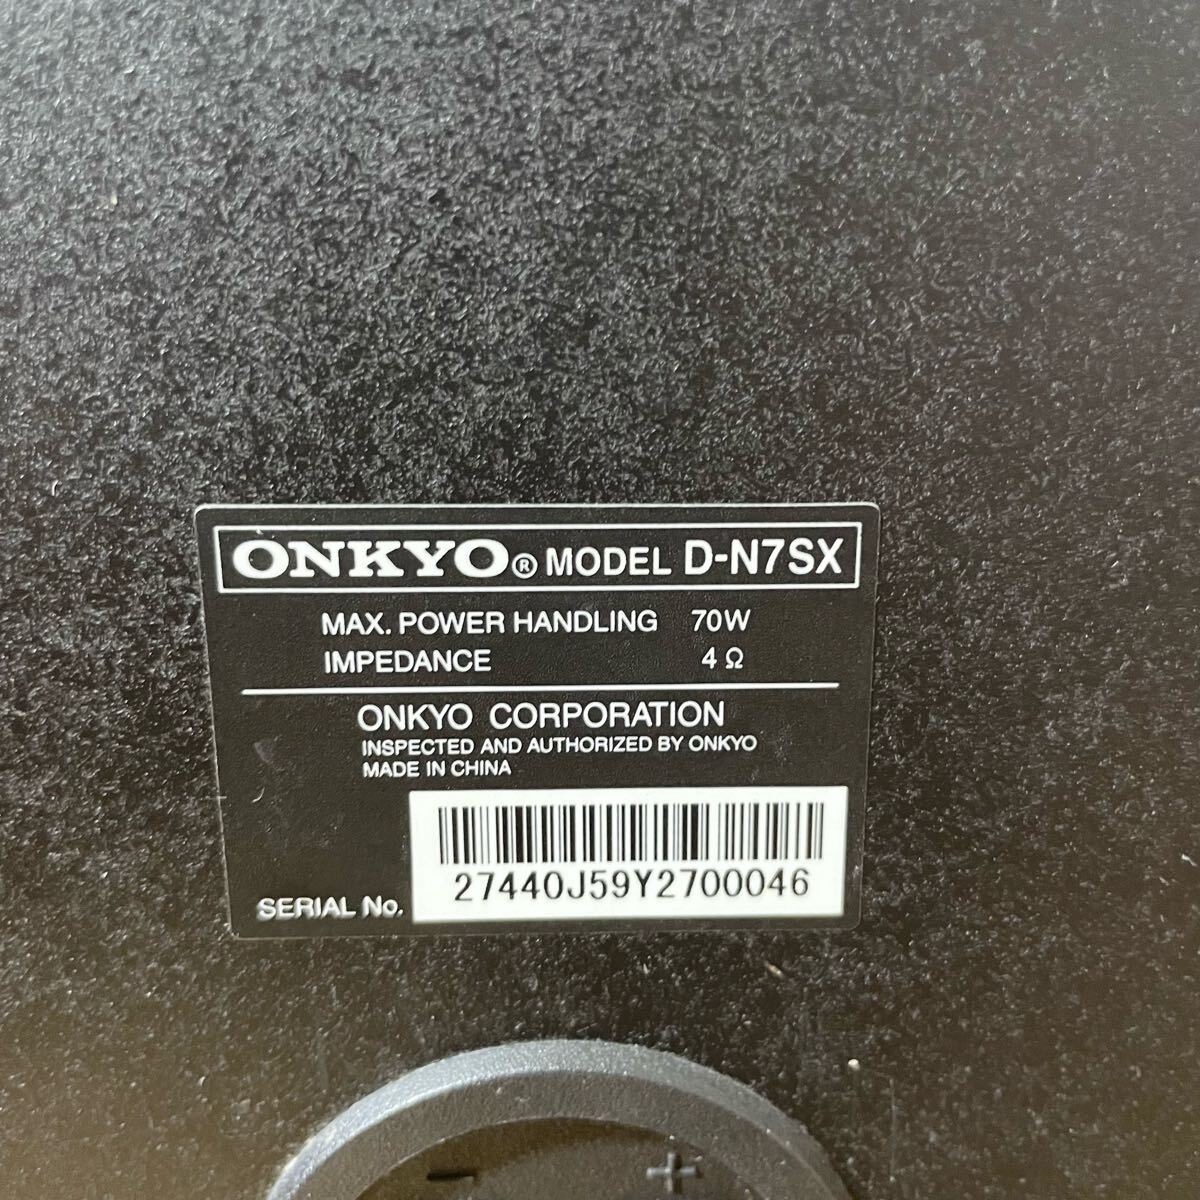 ONKYO® MODEL D-N7SX
MAX. POWER HANDLING 70W
IMPEDANCE 4 Ω
ONKYO CORPORATION
INSPECTED AND AUTHORIZED BY ONKYO
MADE IN CHINA
SERIAL No. 27440J59Y2700046
- +